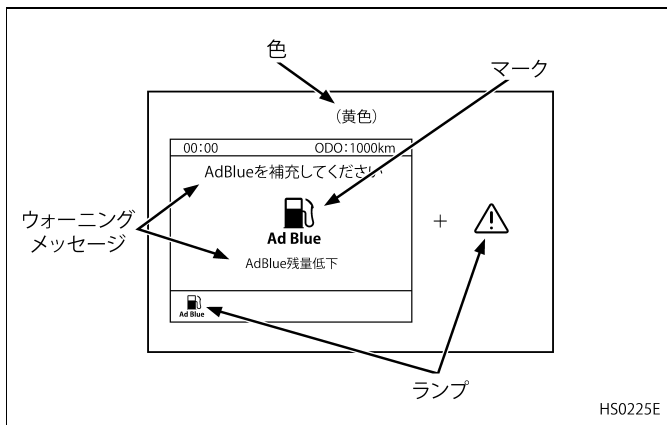 色
マーク
(黄色)
00:00 ODO:1000km
AdBlueを補充してください
Ad Blue
ウォーニング
メッセージ
+
AdBlue残量低下
Ad Blue
ランプ
HS0225E